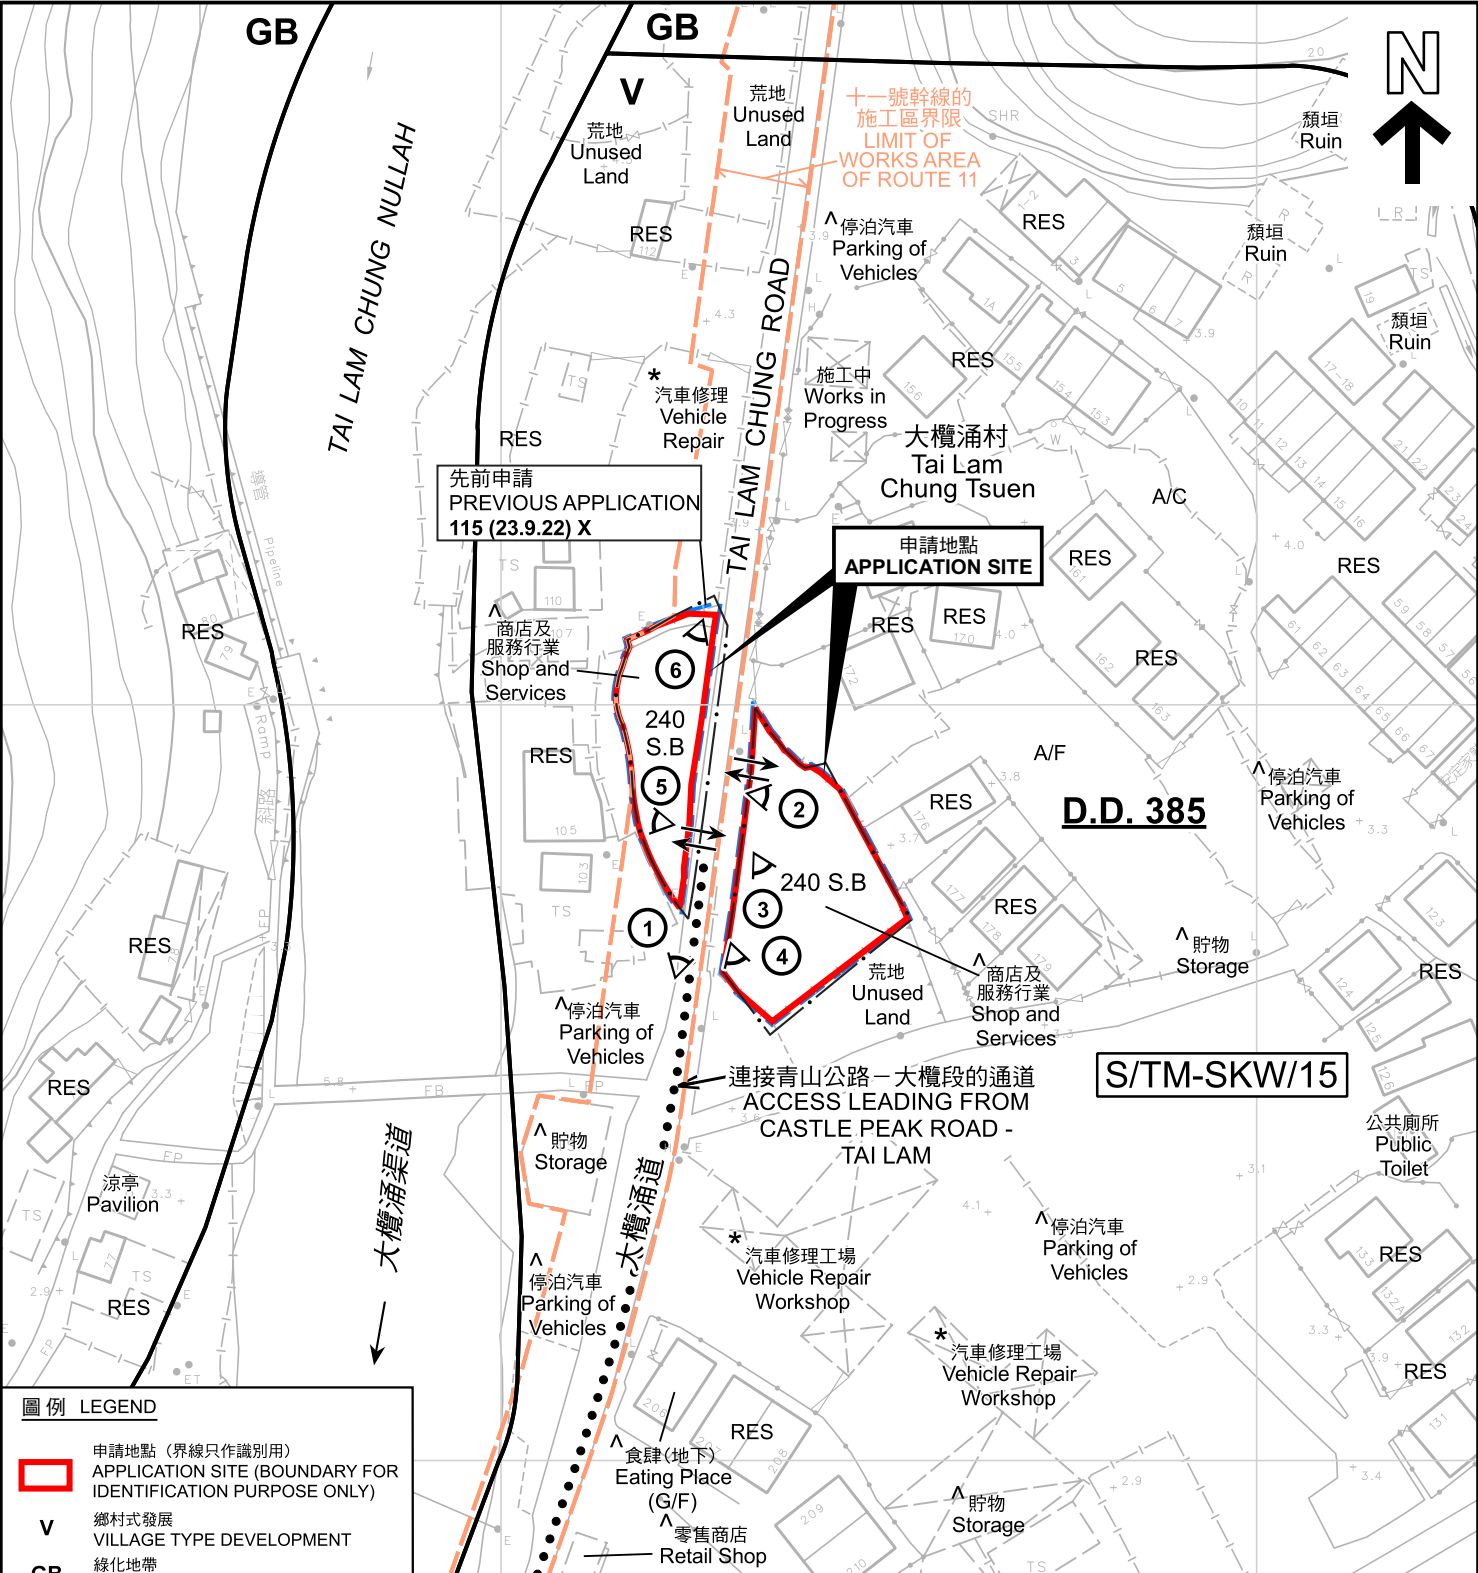 GB
GB
V
N
荒地
Unused
Land
荒地
Unused
Land
十一號幹線的
施工區界限
LIMIT OF
WORKS AREA
OF ROUTE 11
SHR
20
頹垣
Ruin
頹垣
Ruin
頹垣
Ruin
TAI LAM CHUNG NULLAH
RES
112
^停泊汽車
Parking of
Vehicles
RES
TAI LAM CHUNG ROAD
* 汽車修理
Vehicle
Repair
施工中
Works in
Progress
RES
RES
大欖涌村
Tai Lam
Chung Tsuen
A/C
先前申請
PREVIOUS APPLICATION
115 (23.9.22) X
申請地點
APPLICATION SITE
RES
RES
RES
RES
RES
RES
RES
^商店及
服務行業
Shop and
Services
6
240
S.B
5
RES
105
103
2
240 S.B
3
4
1
A/F
D.D. 385
RES
RES
^停泊汽車
Parking of
Vehicles
RES
^貯物
Storage
RES
荒地
Unused
Land
^商店及
服務行業
Shop and
Services
^停泊汽車
Parking of
Vehicles
S/TM-SKW/15
連接青山公路－大欖段的通道
ACCESS LEADING FROM
CASTLE PEAK ROAD -
TAI LAM
RES
公共廁所
Public
Toilet
^貯物
Storage
大欖涌渠道
大欖涌道
涼亭
Pavilion
RES
^停泊汽車
Parking of
Vehicles
* 汽車修理工場
Vehicle Repair
Workshop
^停泊汽車
Parking of
Vehicles
RES
* 汽車修理工場
Vehicle Repair
Workshop
RES
RES
^食肆(地下)
Eating Place
(G/F)
^零售商店
Retail Shop
^貯物
Storage
圖例 LEGEND
申請地點（界線只作識別用）
APPLICATION SITE (BOUNDARY FOR
IDENTIFICATION PURPOSE ONLY)
V
鄉村式發展
VILLAGE TYPE DEVELOPMENT
GB
綠化地帶